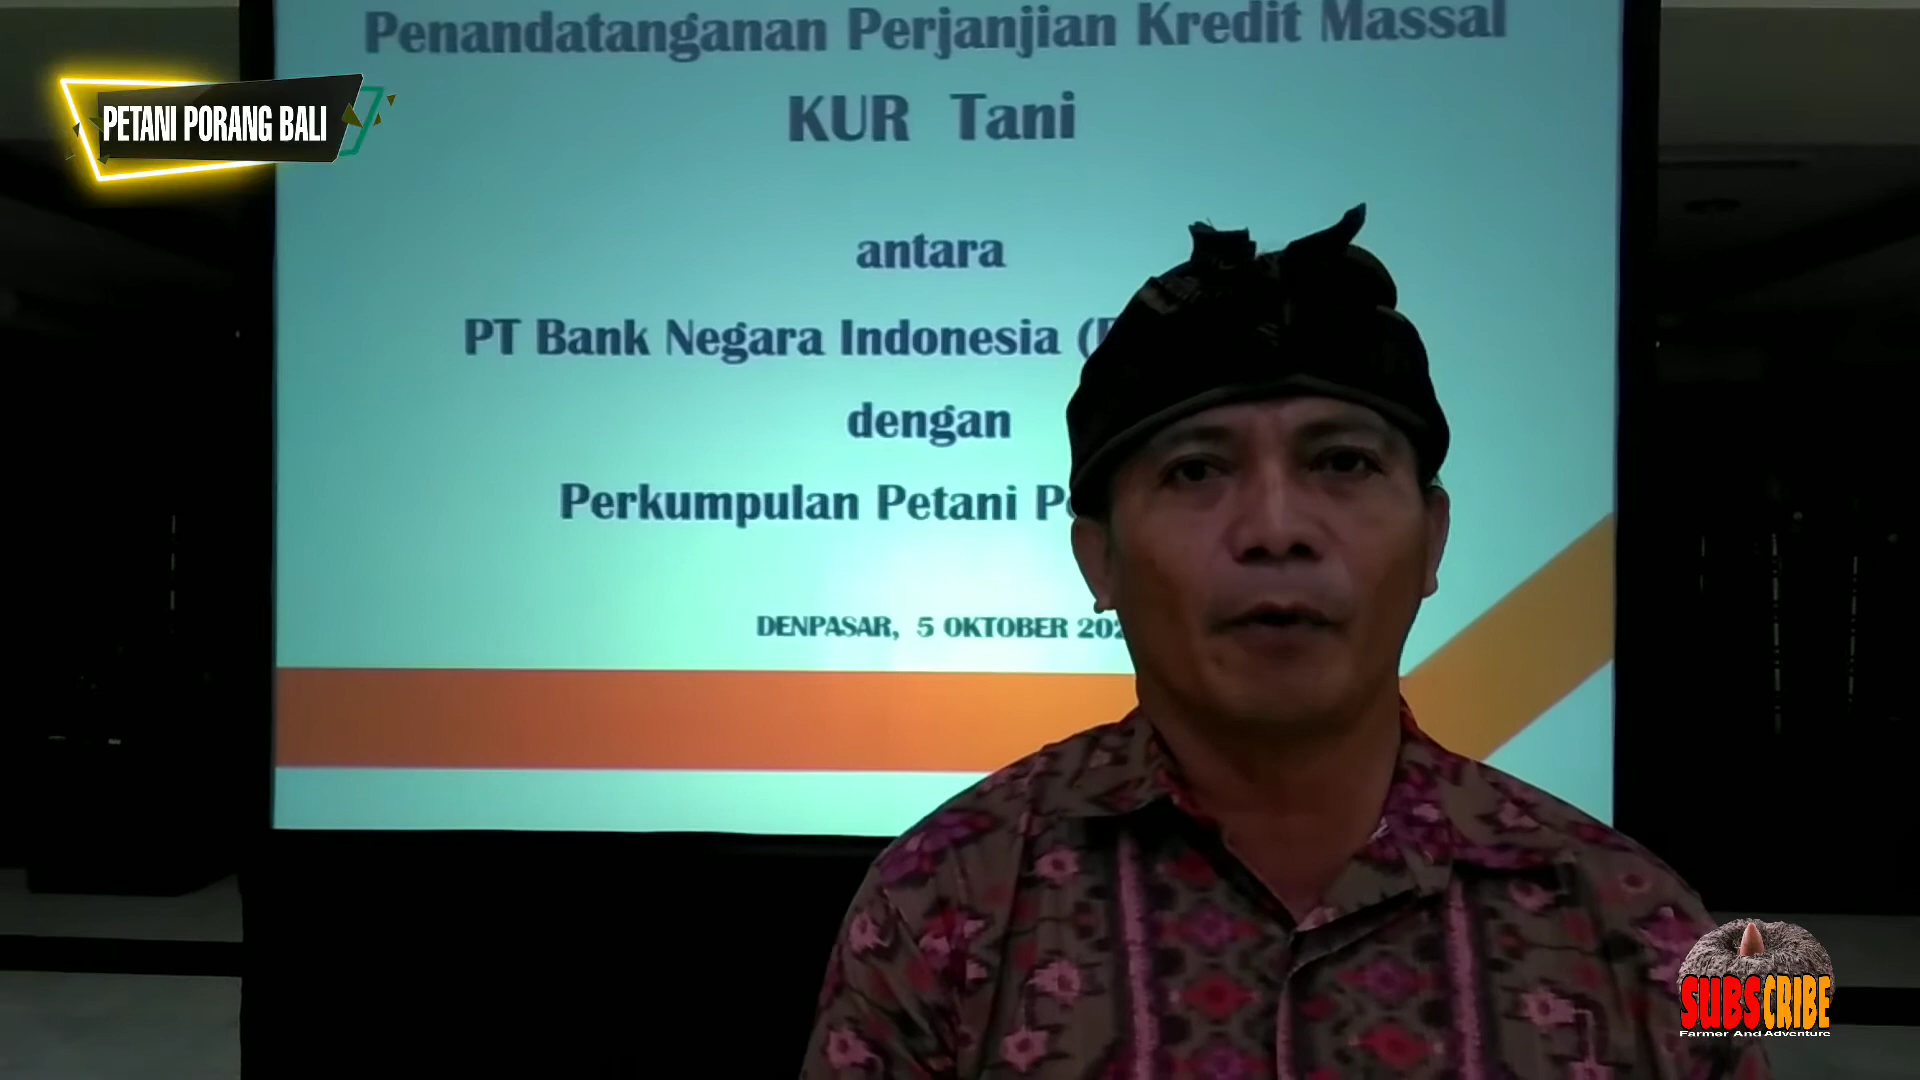 Penandatanganan Perjanjian Kredit Massal
KUR Tani
PETANI PORANG BALI
antara
PT Bank Negara Indonesia
dengan
Perkumpulan Petani
DENPASAR, 5 OKTOBER
SUBSCRIBE
Farmer And Adventure